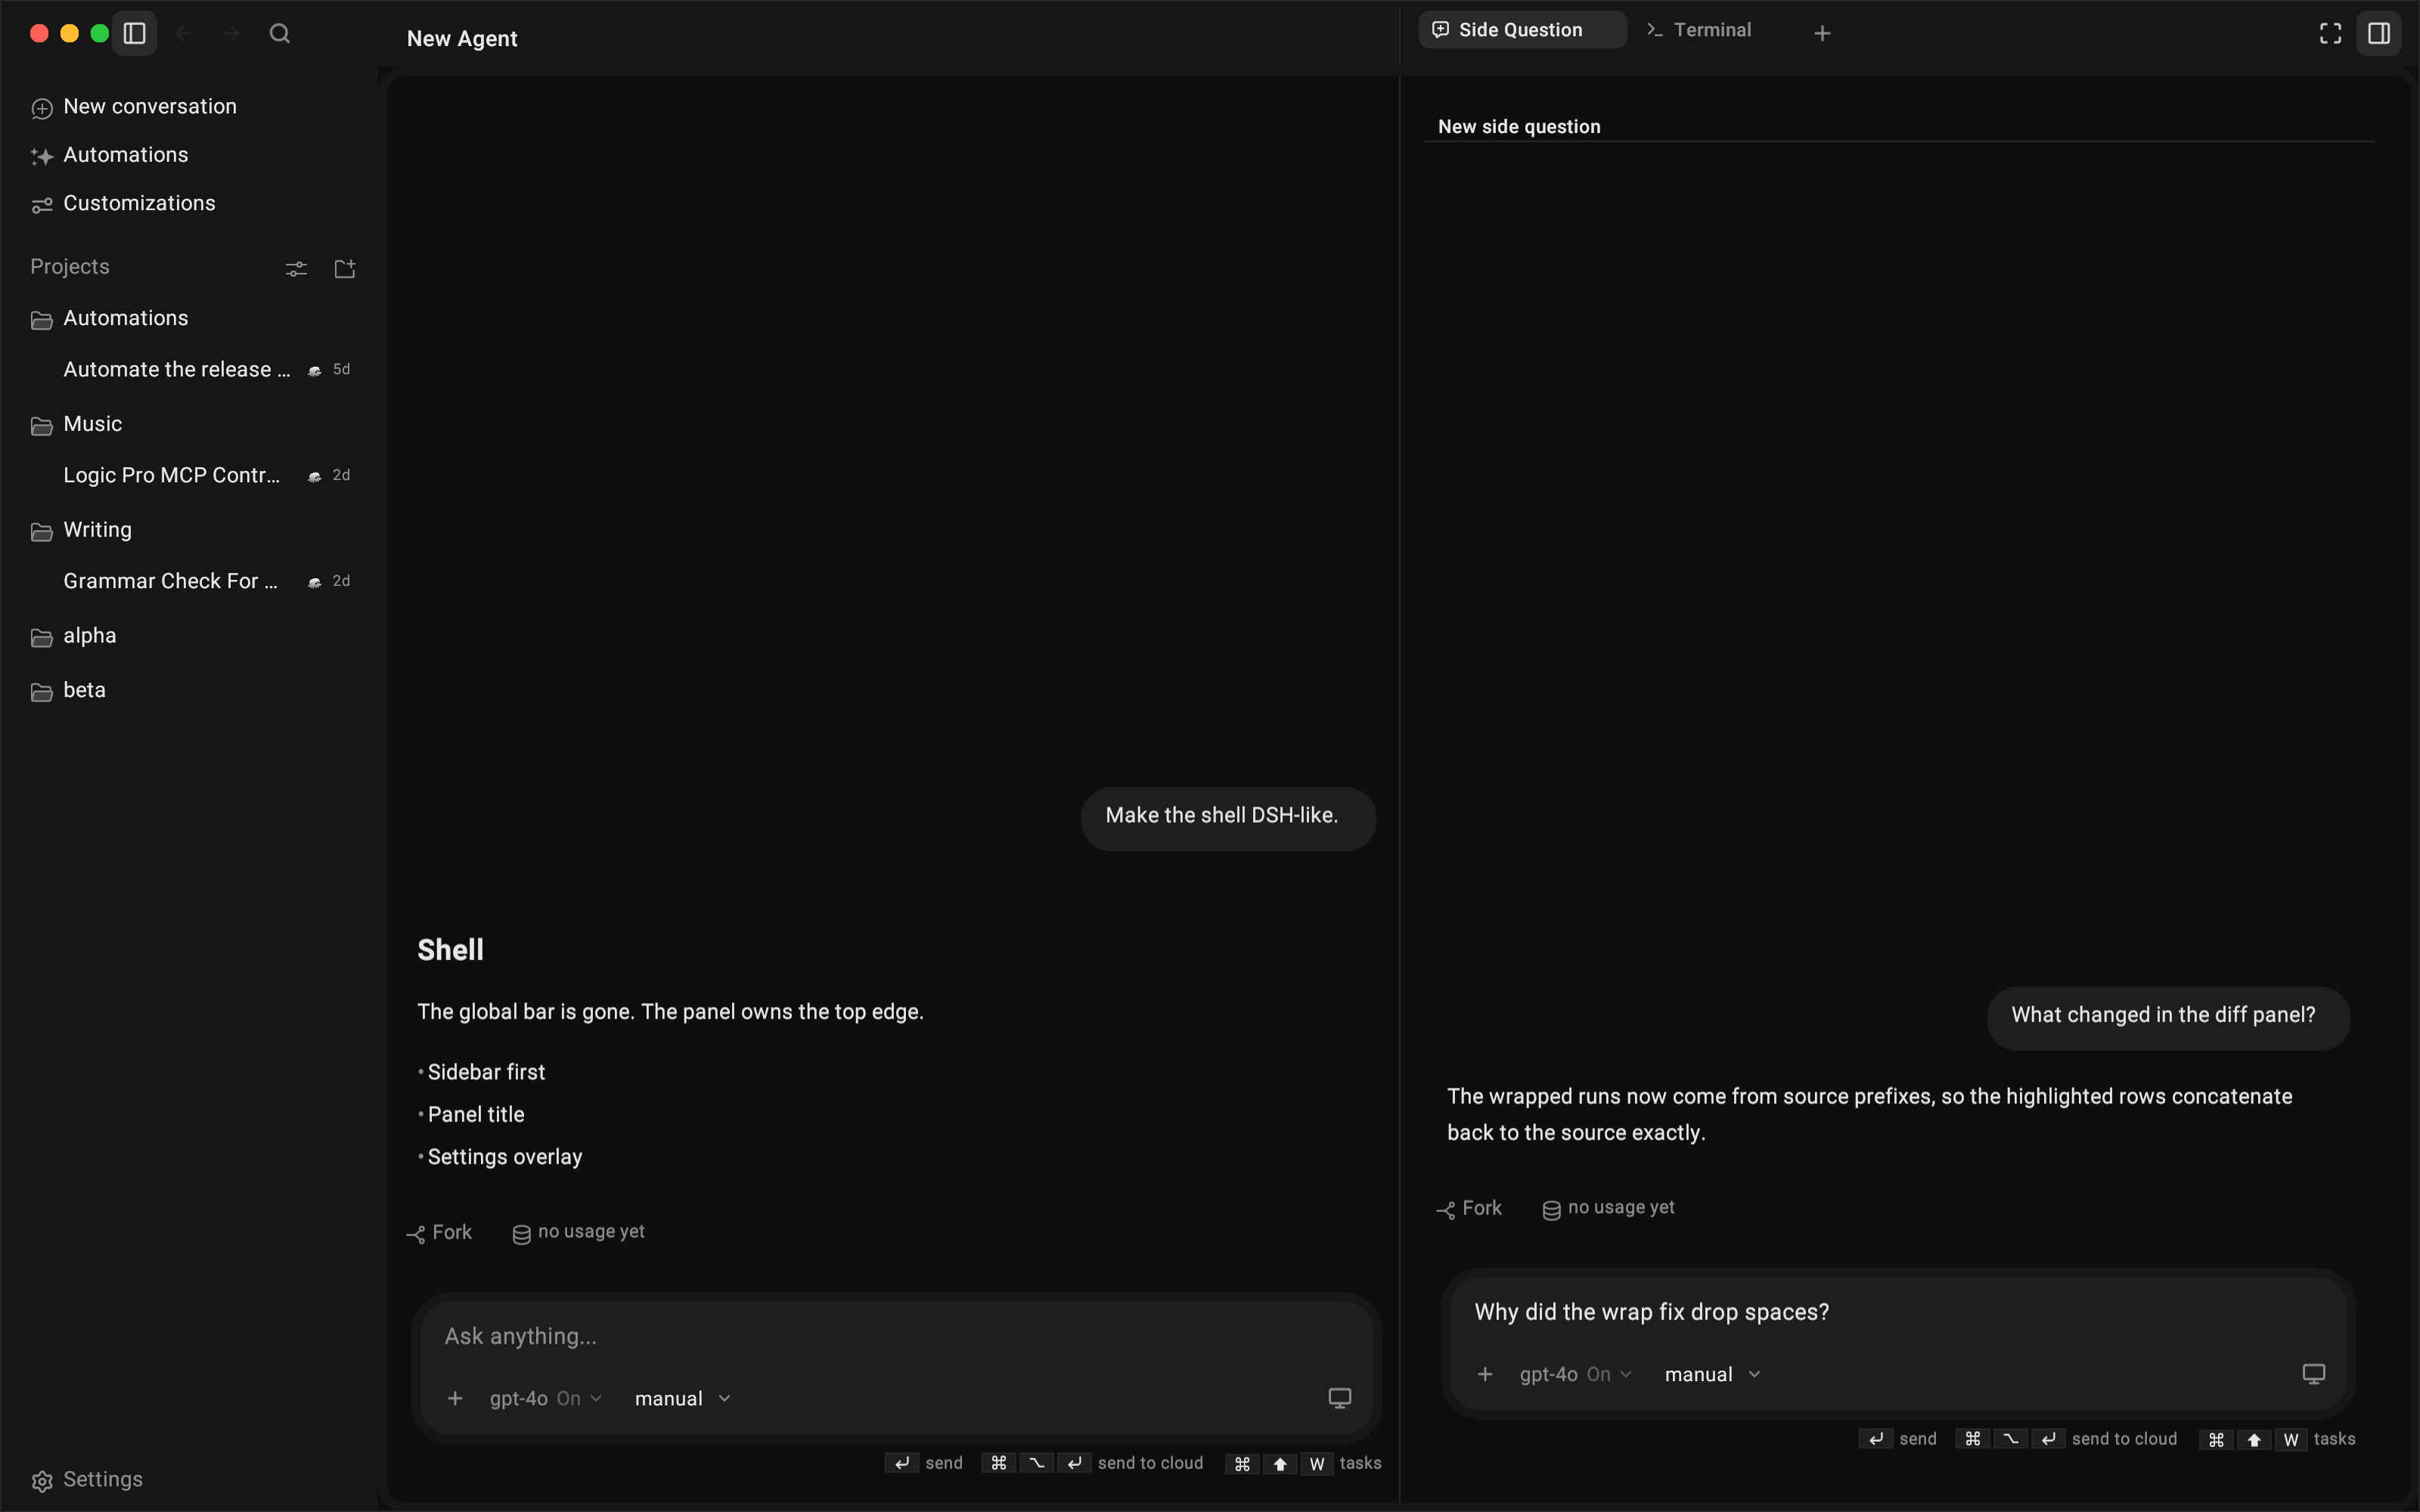 New Agent
Side Question
Terminal
New conversation
Automations
Customizations
Projects
Automations
Automate the release ... 5d
Music
Logic Pro MCP Contr... 2d
Writing
Grammar Check For ... 2d
alpha
beta
Settings
Make the shell DSH-like.
Shell
The global bar is gone. The panel owns the top edge.
• Sidebar first
• Panel title
• Settings overlay
Fork no usage yet
Ask anything...
gpt-4o On manual
send send to cloud W tasks
New side question
What changed in the diff panel?
The wrapped runs now come from source prefixes, so the highlighted rows concatenate
back to the source exactly.
Fork no usage yet
Why did the wrap fix drop spaces?
gpt-4o On manual
send send to cloud W tasks